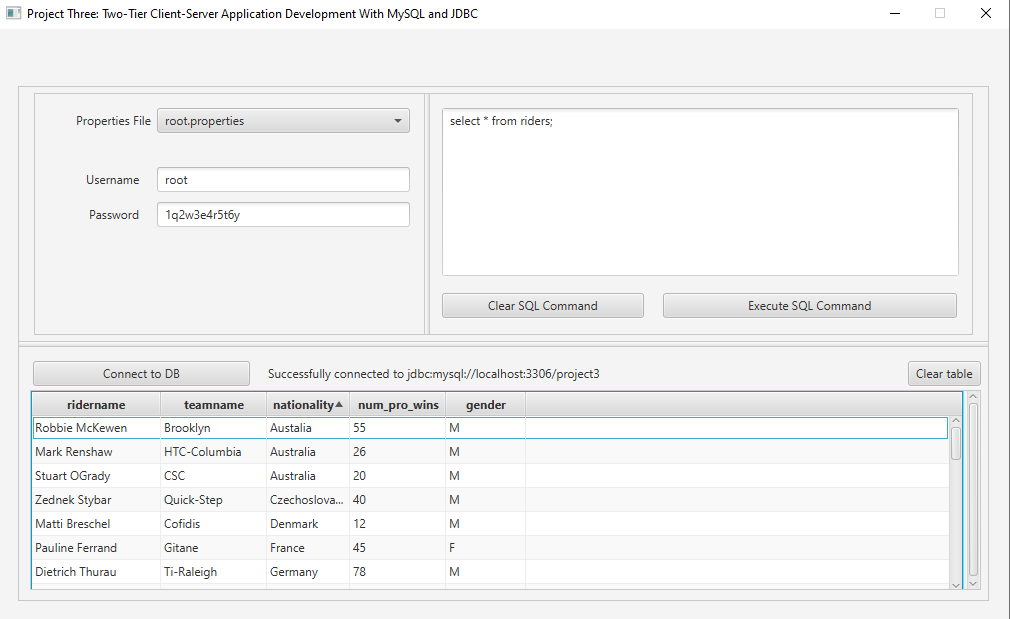 Project Three: Two-Tier Client-Server Application Development With MySQL and JDBC
Properties File root.properties
Username root
Password 1q2w3e4r5t6y
select * from riders;
Clear SQL Command Execute SQL Command
Connect to DB Successfully connected to jdbc:mysql://localhost:3306/project3 Clear table
ridername teamname nationality num_pro_wins gender
Robbie McKewen Brooklyn Austalia 55 M
Mark Renshaw HTC-Columbia Australia 26 M
Stuart OGrady CSC Australia 20 M
Zednek Stybar Quick-Step Czechoslova... 40 M
Matti Breschel Cofidis Denmark 12 M
Pauline Ferrand Gitane France 45 F
Dietrich Thurau Ti-Raleigh Germany 78 M